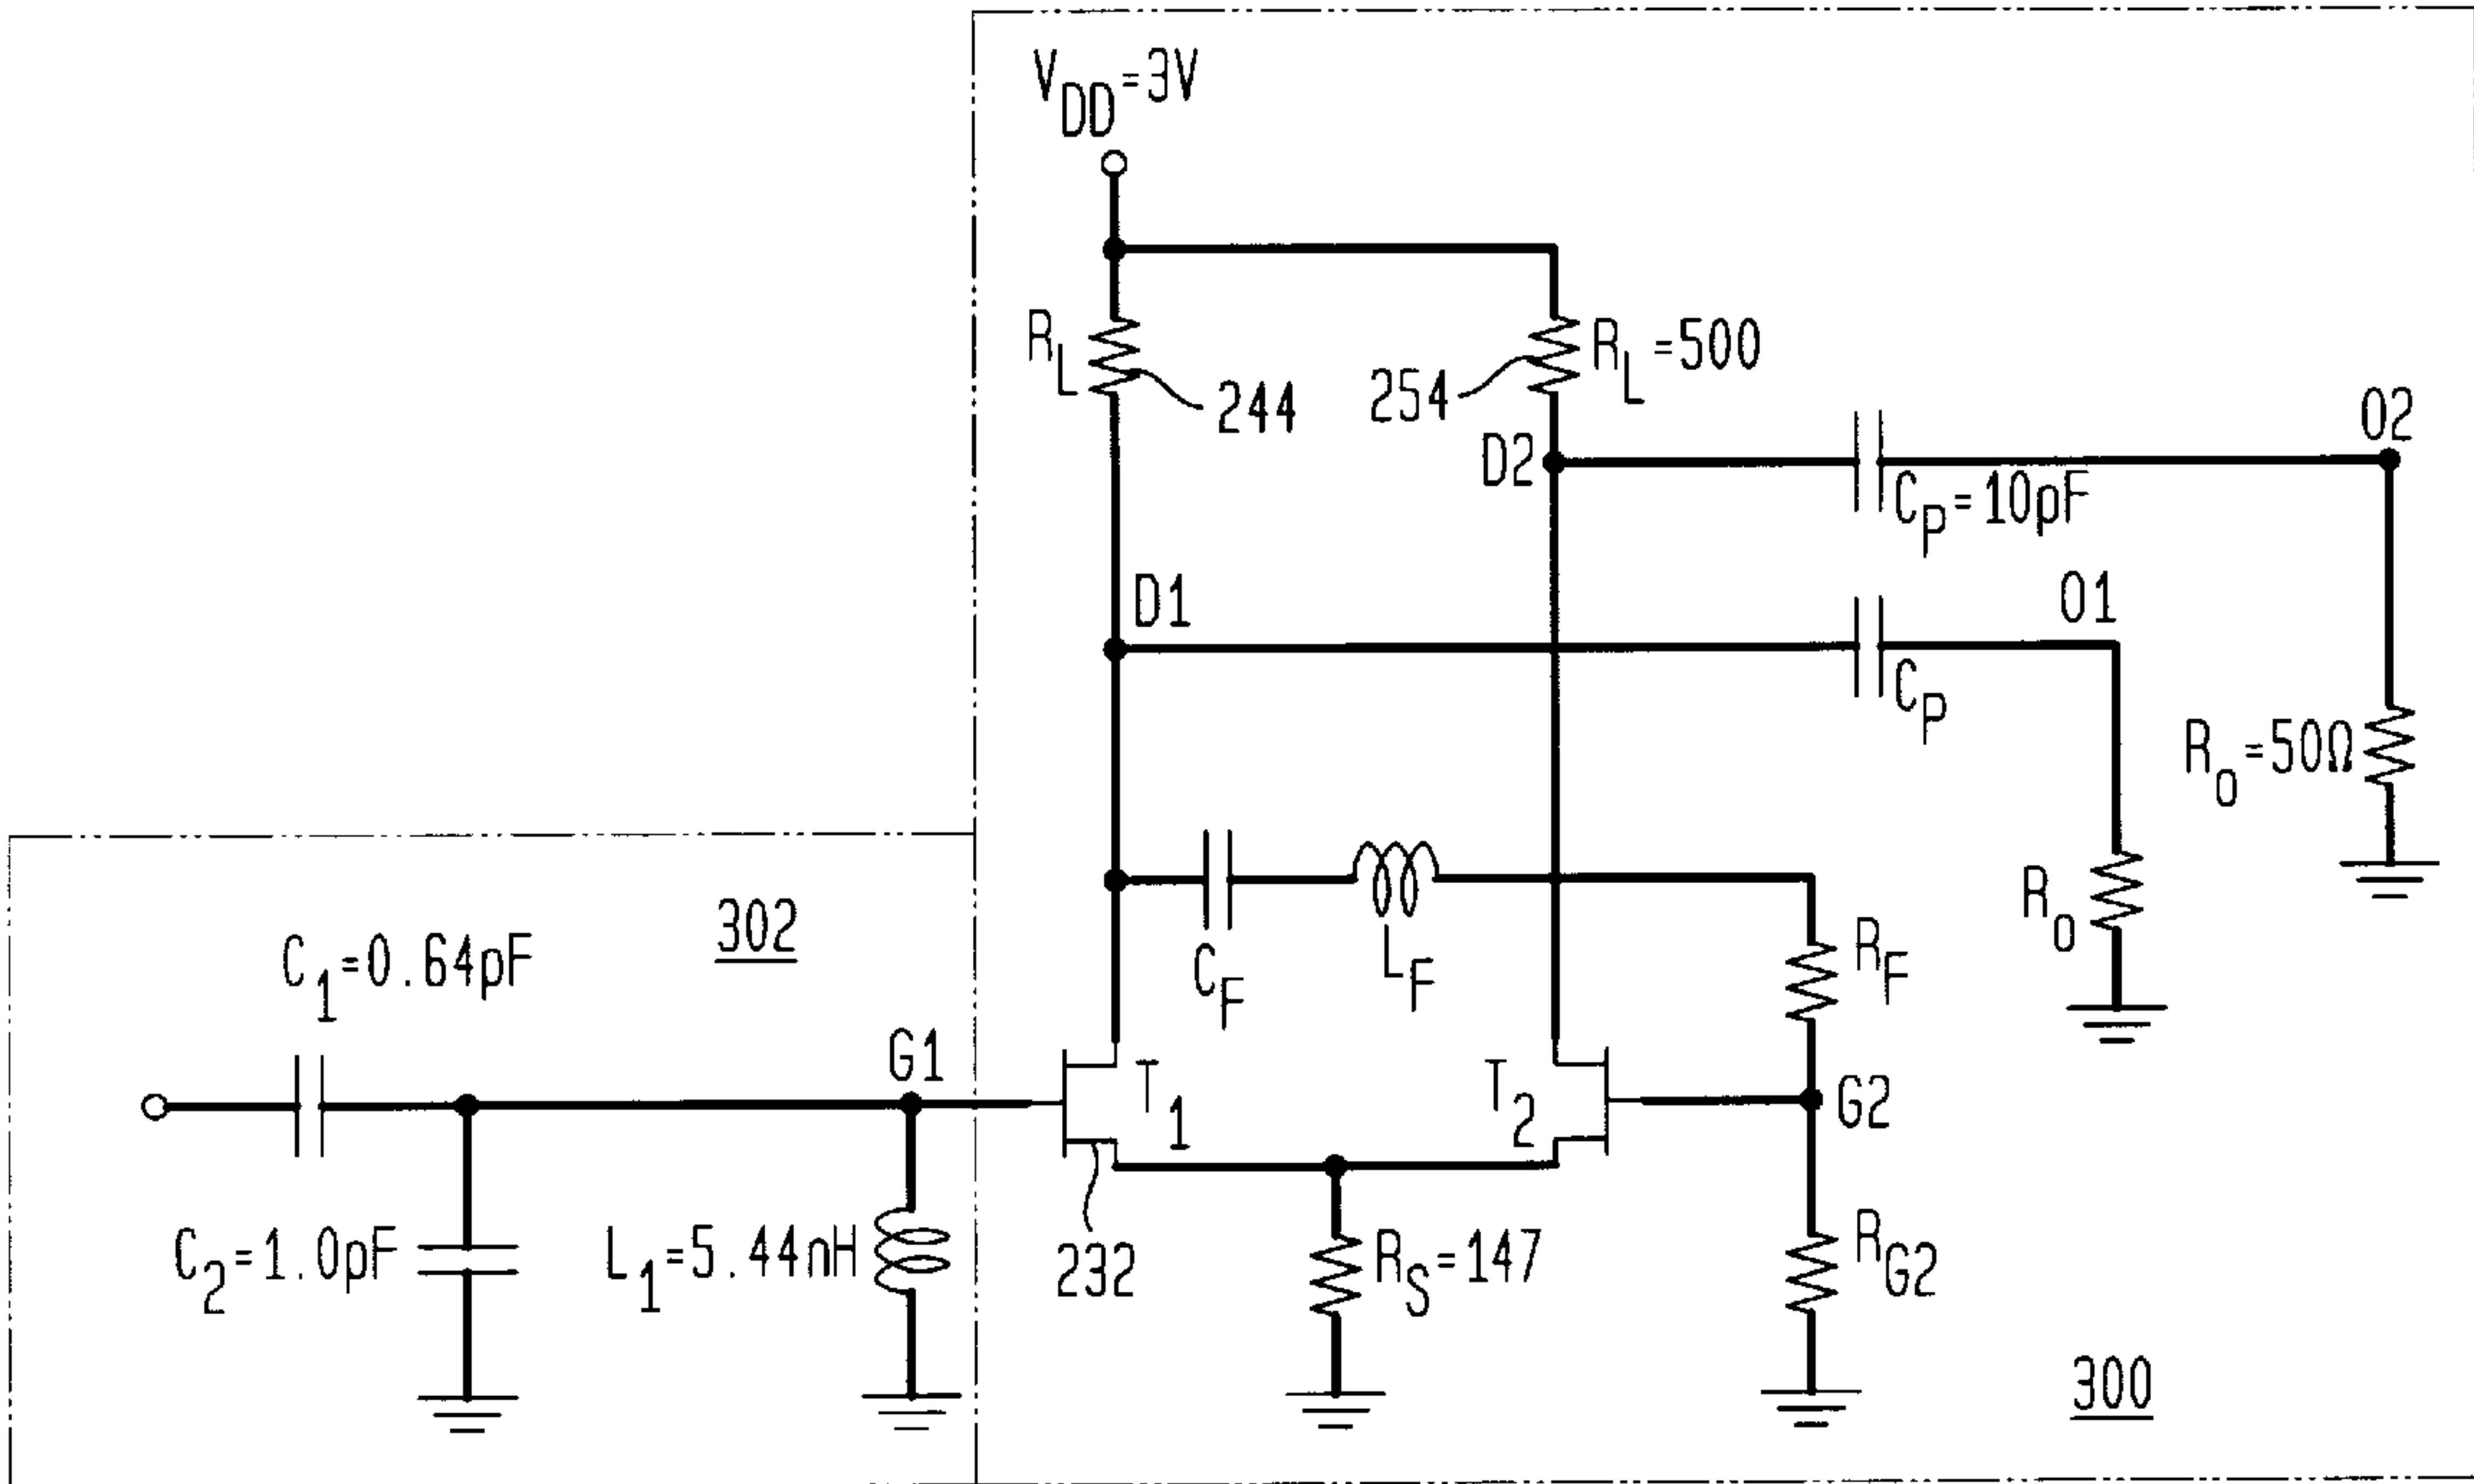 V_DD=3V
R_L
244
254
R_L=500
D2
O2
C_P=10pF
D1
O1
C_P
R_O=50Ω
302
C_1=0.64pF
C_F
L_F
R_F
R_O
G1
T_1
T_2
G2
C_2=1.0pF
L_1=5.44nH
232
R_S=147
R_G2
300